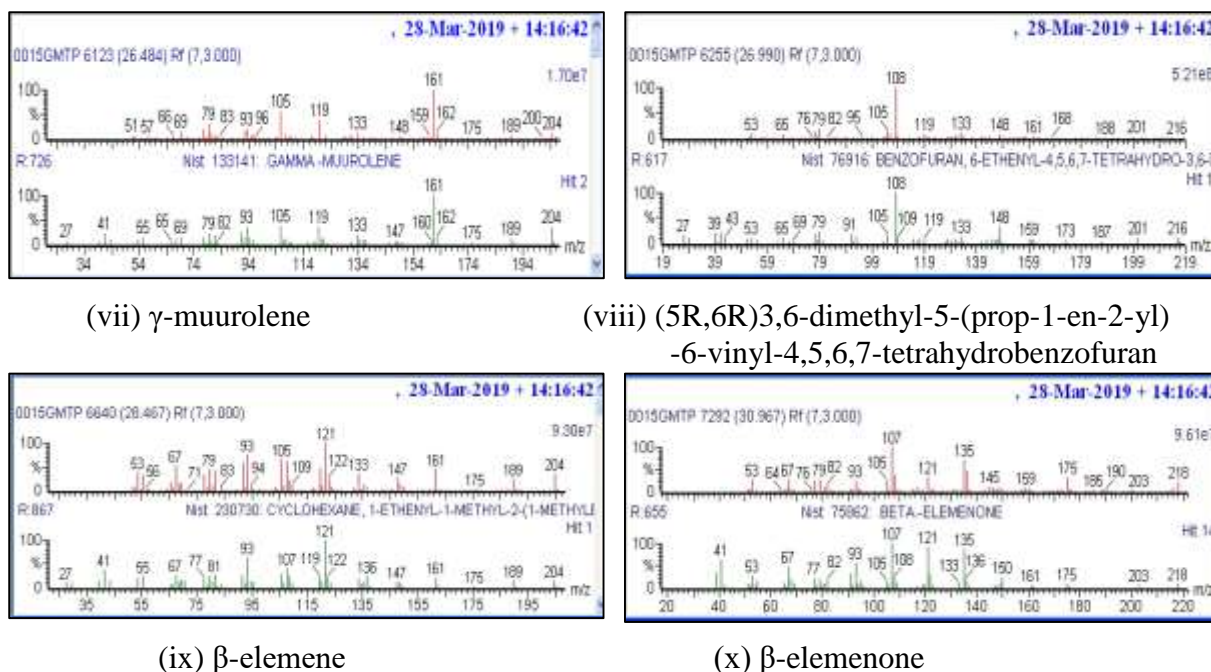 , 28-Mar-2019 + 14:16:42
0015GMTP 6123 (26.484) Rf (7,3.000)
1.70e7
100
%
0
51 57 66 69 79 83 93 96 105 119 133 148 159 161 162 175 189 200 204
R:726 Nist 133141: GAMMA-MUUROLENE
Hit 2
100
%
0
27 41 55 65 69 79 82 93 105 119 133 147 160 161 162 175 189 204
m/z
34 54 74 94 114 134 154 174 194
(vii) γ-muurolene
, 28-Mar-2019 + 14:16:42
0015GMTP 6255 (26.990) Rf (7,3.000)
5.21e6
100
%
0
53 65 76 79 82 95 105 108 119 133 148 161 168 188 201 216
R:617 Nist 76916: BENZOFURAN, 6-ETHENYL-4,5,6,7-TETRAHYDRO-3,6-
Hit 1
100
%
0
27 39 43 53 65 69 79 91 105 108 109 119 133 148 159 173 187 201 216
m/z
19 39 59 79 99 119 139 159 179 199 219
(viii) (5R,6R)3,6-dimethyl-5-(prop-1-en-2-yl)
-6-vinyl-4,5,6,7-tetrahydrobenzofuran
, 28-Mar-2019 + 14:16:42
0015GMTP 6640 (28.467) Rf (7,3.000)
9.30e7
100
%
0
53 56 67 71 79 83 93 94 105 109 121 122 133 147 161 175 189 204
R:867 Nist 230730: CYCLOHEXANE, 1-ETHENYL-1-METHYL-2-(1-METHYLE
Hit 1
100
%
0
27 41 55 67 77 81 93 107 119 121 122 136 147 161 175 189 204
m/z
35 55 75 95 115 135 155 175 195
(ix) β-elemene
, 28-Mar-2019 + 14:16:42
0015GMTP 7292 (30.967) Rf (7,3.000)
9.61e
100
%
0
53 64 67 76 79 82 93 105 107 121 135 145 159 175 186 190 203 218
R:655 Nist 75862: BETA-ELEMENONE
Hit 14
100
%
0
41 53 67 77 82 93 105 107 108 121 133 135 136 150 161 175 203 218
m/z
20 40 60 80 100 120 140 160 180 200 220
(x) β-elemenone